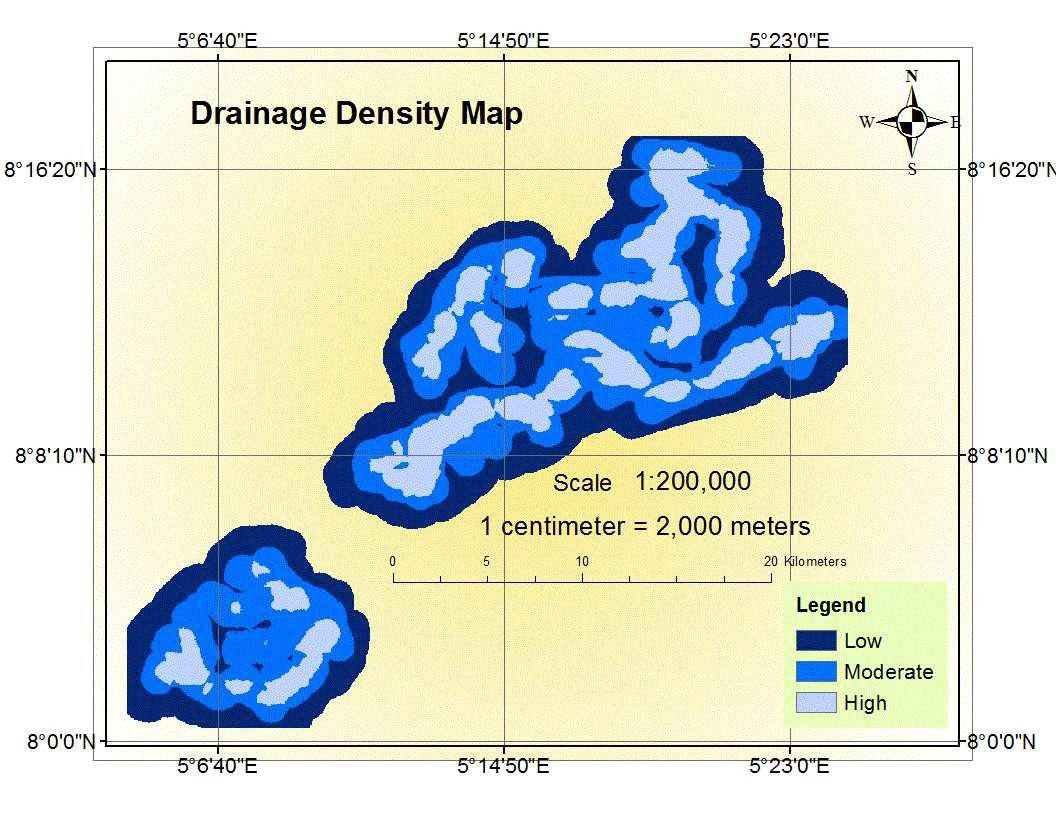 5°6'40"E 5°14'50"E 5°23'0"E
N
Drainage Density Map
W E
S
8°16'20"N 8°16'20"N
8°8'10"N 8°8'10"N
Scale 1:200,000
1 centimeter = 2,000 meters
0 5 10 20 Kilometers
Legend
Low
Moderate
High
8°0'0"N 8°0'0"N
5°6'40"E 5°14'50"E 5°23'0"E